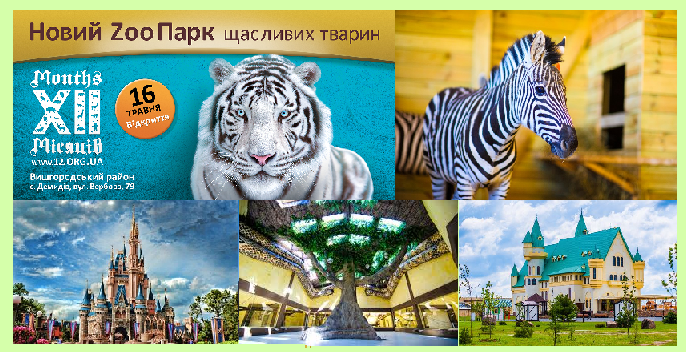 Новий ZooПарк щасливих тварин
Months
XII
Місяців
www.12.ORG.UA
16
ТРАВНЯ
Відкриття
Вишгородський район
с. Демидів, вул. Вербова, 79